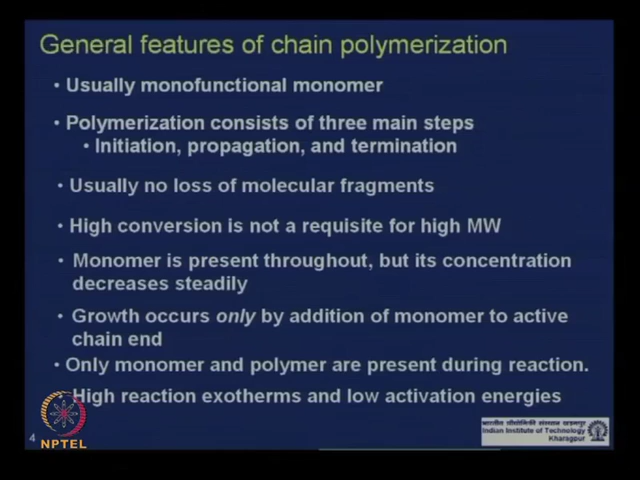 General features of chain polymerization
• Usually monofunctional monomer
• Polymerization consists of three main steps
• Initiation, propagation, and termination
• Usually no loss of molecular fragments
• High conversion is not a requisite for high MW
• Monomer is present throughout, but its concentration
decreases steadily
• Growth occurs only by addition of monomer to active
chain end
• Only monomer and polymer are present during reaction.
High reaction exotherms and low activation energies
4
NPTEL
भारतीय प्रौद्योगिकी संस्थान खड़गपुर
Indian Institute of Technology
Kharagpur